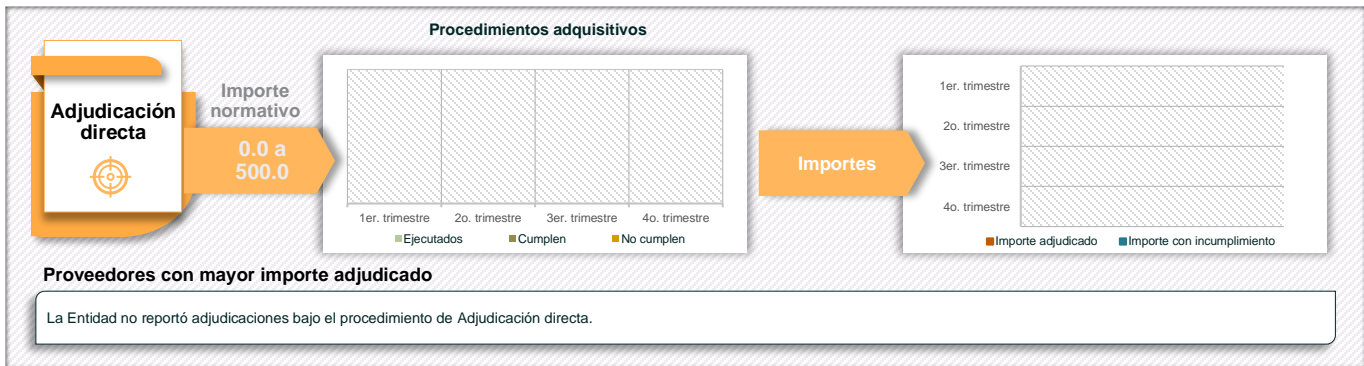 Procedimientos adquisitivos
Adjudicación
directa
Importe
normativo
0.0 a
500.0
1er. trimestre
2o. trimestre
3er. trimestre
4o. trimestre
Ejecutados
Cumplen
No cumplen
Importes
1er. trimestre
2o. trimestre
3er. trimestre
4o. trimestre
Importe adjudicado
Importe con incumplimiento
Proveedores con mayor importe adjudicado
La Entidad no reportó adjudicaciones bajo el procedimiento de Adjudicación directa.